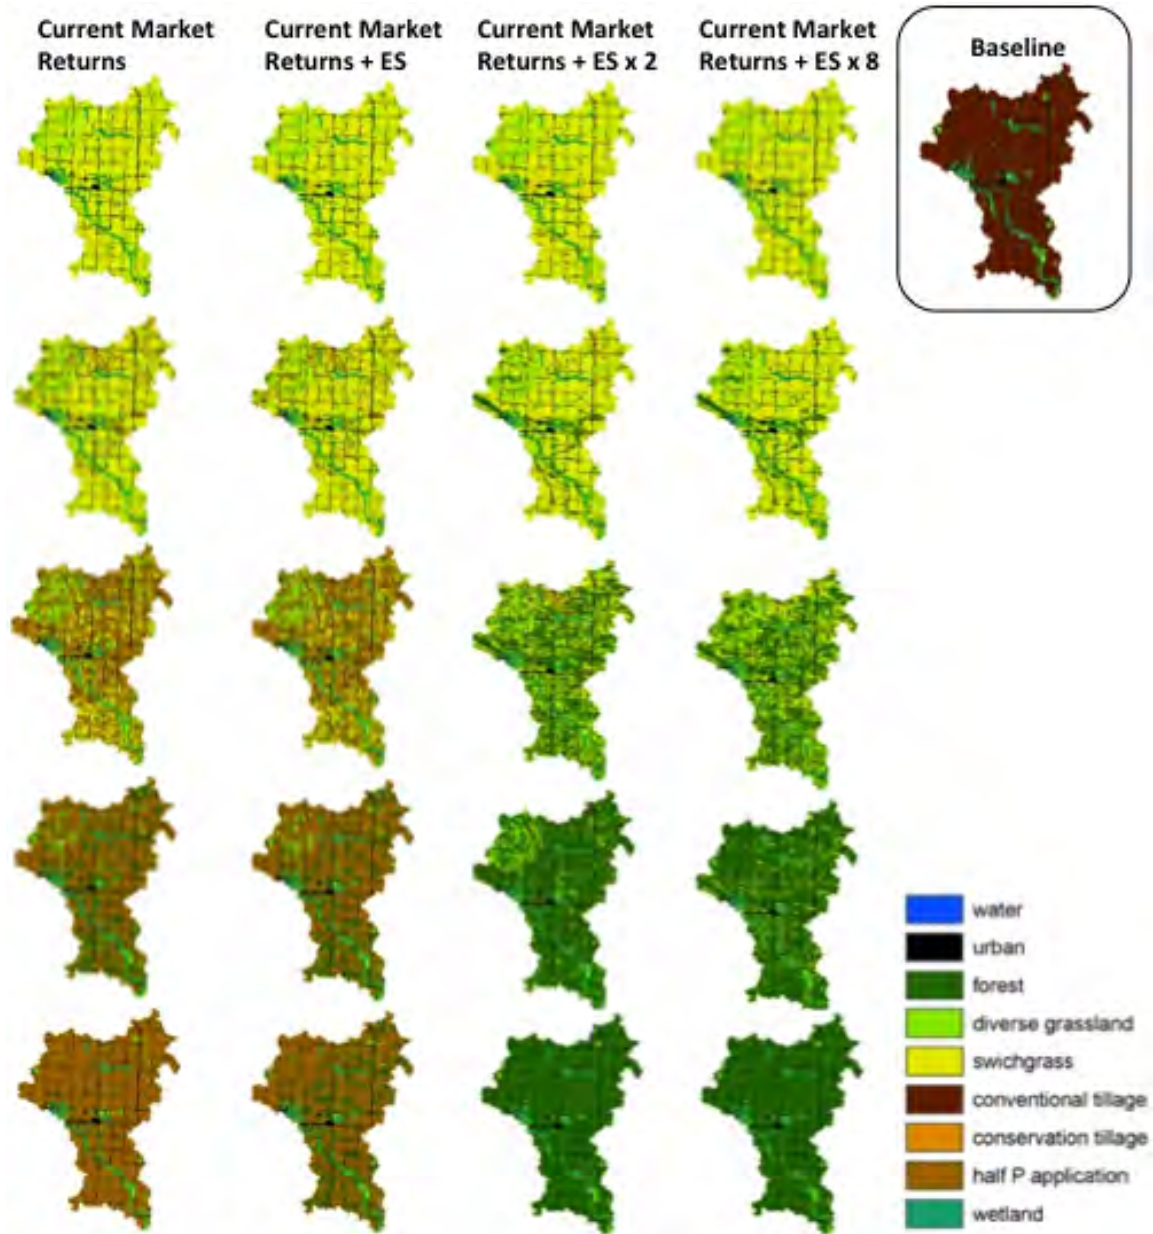 Current Market
Returns
Current Market
Returns + ES
Current Market
Returns + ES x 2
Current Market
Returns + ES x 8
Baseline
water
urban
forest
diverse grassland
swichgrass
conventional tillage
conservation tillage
half P application
wetland